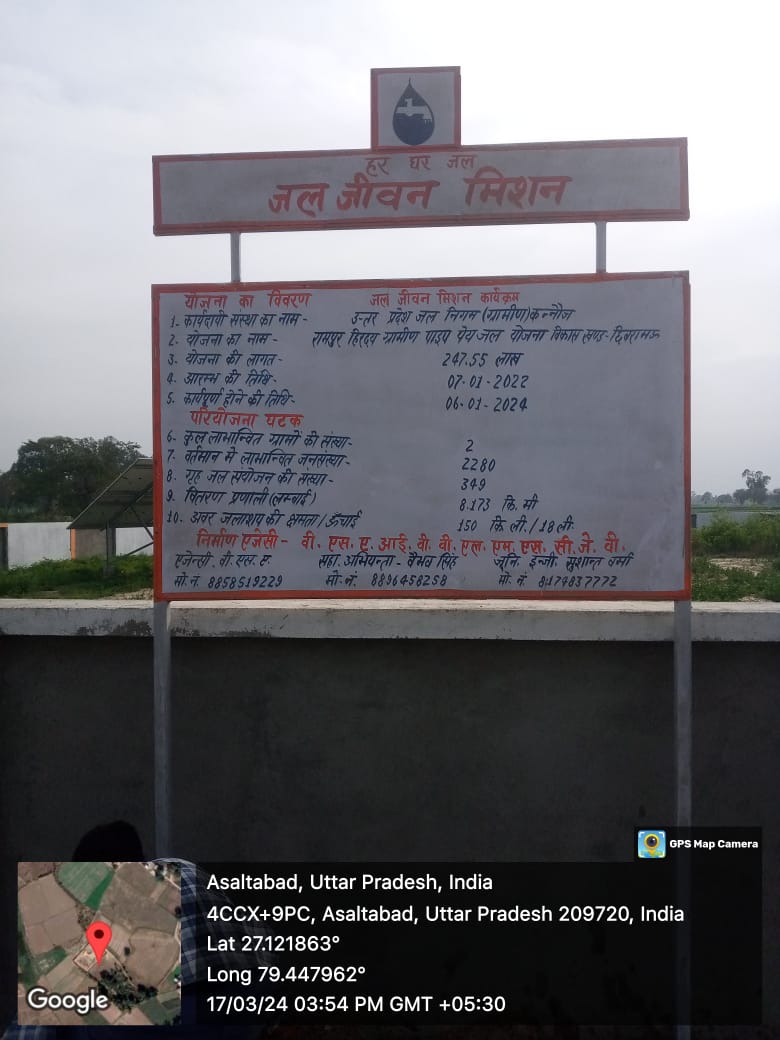 हर घर जल
जल जीवन मिशन
योजना का विवरण जल जीवन मिशन कार्यक्रम
1- कार्यदायी संस्था का नाम- उत्तर प्रदेश जल निगम (ग्रामीण) कन्नौज
2. योजना का नाम- रामपुर हिरदय ग्रामीण पाइप पेयजल योजना विकास खण्ड-छिबरामऊ
3. योजना की लागत- 247.55 लाख
4. आरम्भ की तिथि- 07-01-2022
5. कार्यपूर्ण होने की तिथि- 06-01-2024
परियोजना घटक
6. कुल लाभान्वित ग्रामों की संख्या- 2
7. वर्तमान मे लाभान्वित जनसंख्या- 2280
8. गृह जल संयोजन की संख्या- 349
9. वितरण प्रणाली (लम्बाई) 8.173 कि. मी
10. अवर जलाशय की क्षमता/ऊँचाई 150 कि.ली./18 ली.
निर्माण एजेंसी- वी. एस. ए. आई. वी. वी. एल. एम. एस. सी. जे. वी.
एजेन्सी. वी. एस. ए. सहा. अभियन्ता- वैभव सिंह जूनि. इन्जी. सुशान्त वर्मा
मो. नं. 8858519229 मो. नं. 8896458258 मो. नं. 8174837772
GPS Map Camera
Asaltabad, Uttar Pradesh, India
4CCX+9PC, Asaltabad, Uttar Pradesh 209720, India
Lat 27.121863°
Long 79.447962°
17/03/24 03:54 PM GMT +05:30
Google